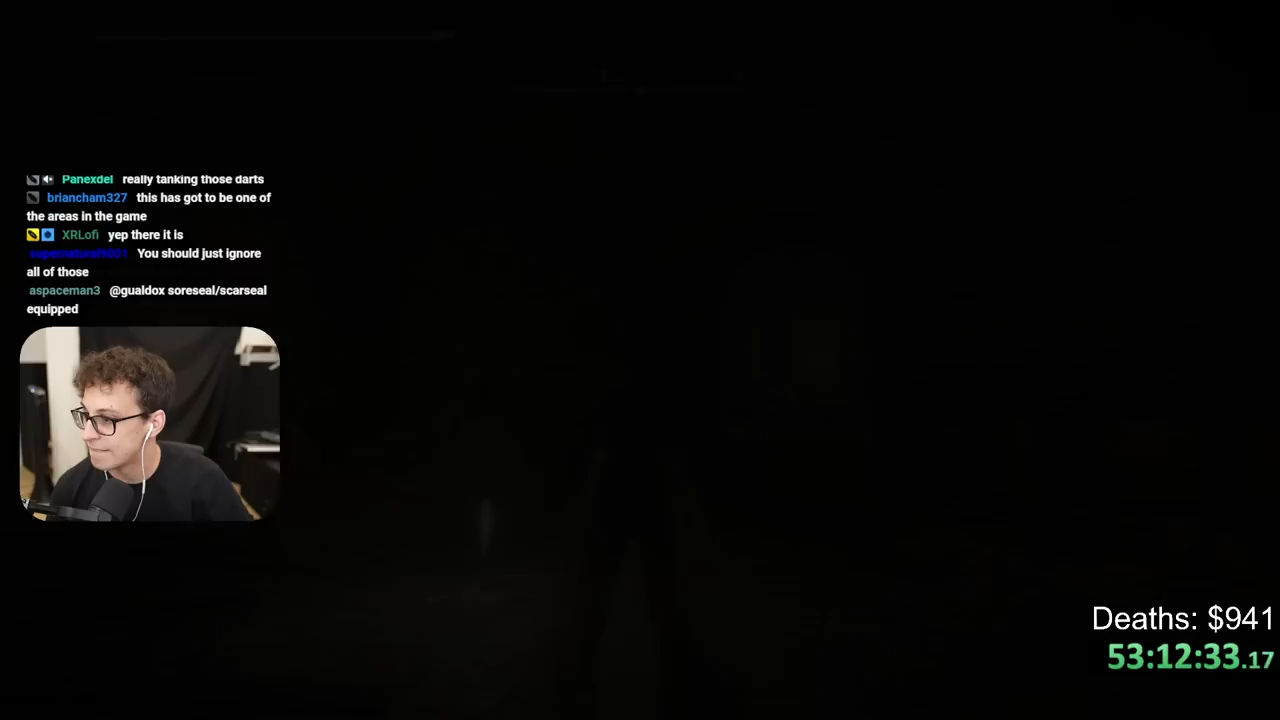 Panexdel really tanking those darts
briancham327 this has got to be one of
the areas in the game
XRLofi yep there it is
You should just ignore
all of those
aspaceman3 @gualdox soreseal/scarseal
equipped
Deaths: $941
53:12:33.17